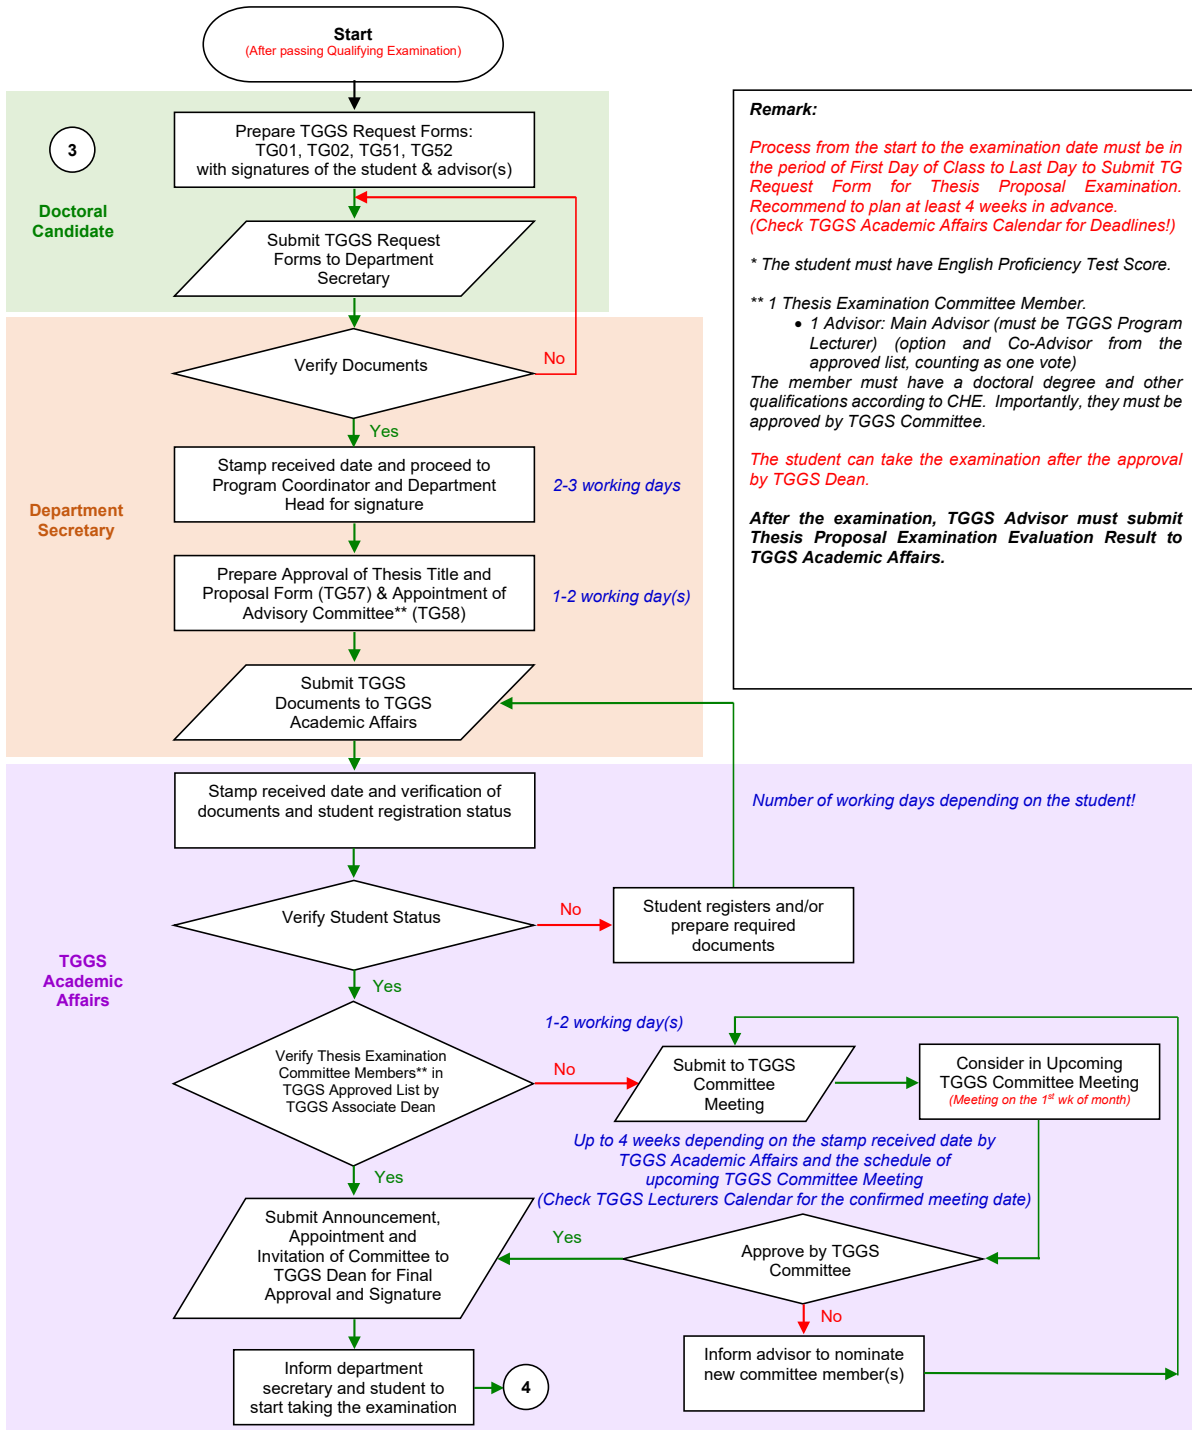 Start
(After passing Qualifying Examination)
3
Doctoral
Candidate
Prepare TGGS Request Forms:
TG01, TG02, TG51, TG52
with signatures of the student & advisor(s)
Submit TGGS Request
Forms to Department
Secretary
Verify Documents
No
Yes
Department
Secretary
Stamp received date and proceed to
Program Coordinator and Department
Head for signature
2-3 working days
Prepare Approval of Thesis Title and
Proposal Form (TG57) & Appointment of
Advisory Committee** (TG58)
1-2 working day(s)
Submit TGGS
Documents to TGGS
Academic Affairs
Remark:
Process from the start to the examination date must be in
the period of First Day of Class to Last Day to Submit TG
Request Form for Thesis Proposal Examination.
Recommend to plan at least 4 weeks in advance.
(Check TGGS Academic Affairs Calendar for Deadlines!)
* The student must have English Proficiency Test Score.
** 1 Thesis Examination Committee Member.
• 1 Advisor: Main Advisor (must be TGGS Program
Lecturer) (option and Co-Advisor from the
approved list, counting as one vote)
The member must have a doctoral degree and other
qualifications according to CHE. Importantly, they must be
approved by TGGS Committee.
The student can take the examination after the approval
by TGGS Dean.
After the examination, TGGS Advisor must submit
Thesis Proposal Examination Evaluation Result to
TGGS Academic Affairs.
Stamp received date and verification of
documents and student registration status
Number of working days depending on the student!
Verify Student Status
No
Student registers and/or
prepare required
documents
TGGS
Academic
Affairs
Yes
1-2 working day(s)
Verify Thesis Examination
Committee Members** in
TGGS Approved List by
TGGS Associate Dean
No
Submit to TGGS
Committee
Meeting
Consider in Upcoming
TGGS Committee Meeting
(Meeting on the 1st wk of month)
Up to 4 weeks depending on the stamp received date by
TGGS Academic Affairs and the schedule of
upcoming TGGS Committee Meeting
(Check TGGS Lecturers Calendar for the confirmed meeting date)
Yes
Submit Announcement,
Appointment and
Invitation of Committee to
TGGS Dean for Final
Approval and Signature
Yes
Approve by TGGS
Committee
No
Inform advisor to nominate
new committee member(s)
Inform department
secretary and student to
start taking the examination
4